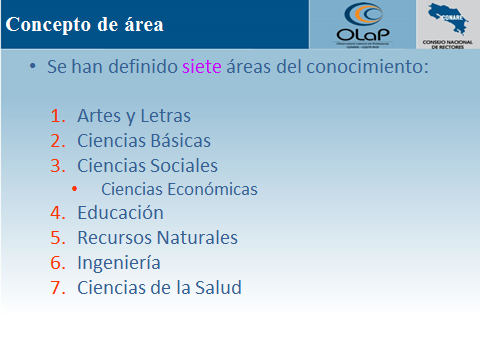 Concepto de área
OLaP
CONARE
CONSEJO NACIONAL
DE RECTORES
• Se han definido siete áreas del conocimiento:
1. Artes y Letras
2. Ciencias Básicas
3. Ciencias Sociales
• Ciencias Económicas
4. Educación
5. Recursos Naturales
6. Ingeniería
7. Ciencias de la Salud